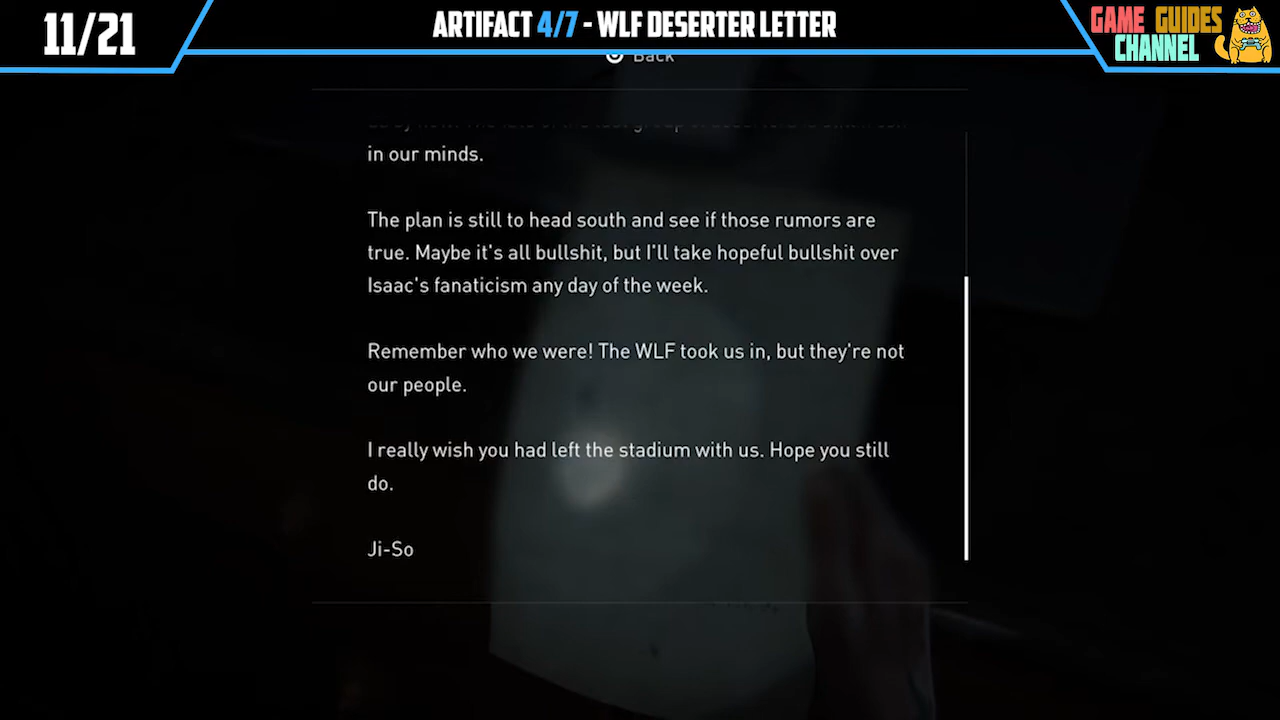 11/21
ARTIFACT 4/7 - WLF DESERTER LETTER
GAME GUIDES
CHANNEL
Back
in our minds.
The plan is still to head south and see if those rumors are
true. Maybe it's all bullshit, but I'll take hopeful bullshit over
Isaac's fanaticism any day of the week.
Remember who we were! The WLF took us in, but they're not
our people.
I really wish you had left the stadium with us. Hope you still
do.
Ji-So